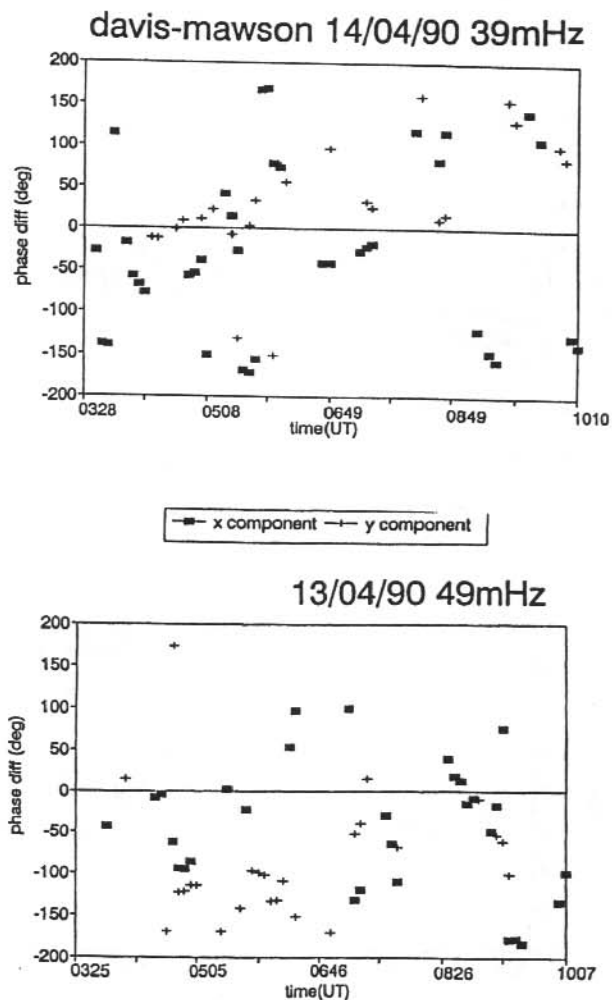 davis-mawson 14/04/90 39mHz
200
150
100
50
0
-50
-100
-150
-200
phase diff (deg)
0328 0508 0649 0849 1010
time(UT)
x component y component
13/04/90 49mHz
200
150
100
50
0
-50
-100
-150
-200
phase diff (deg)
0325 0505 0646 0826 1007
time(UT)